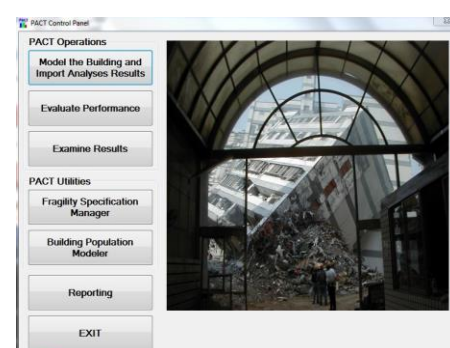 PACT Control Panel
PACT Operations
Model the Building and
Import Analyses Results
Evaluate Performance
Examine Results
PACT Utilities
Fragility Specification
Manager
Building Population
Modeler
Reporting
EXIT